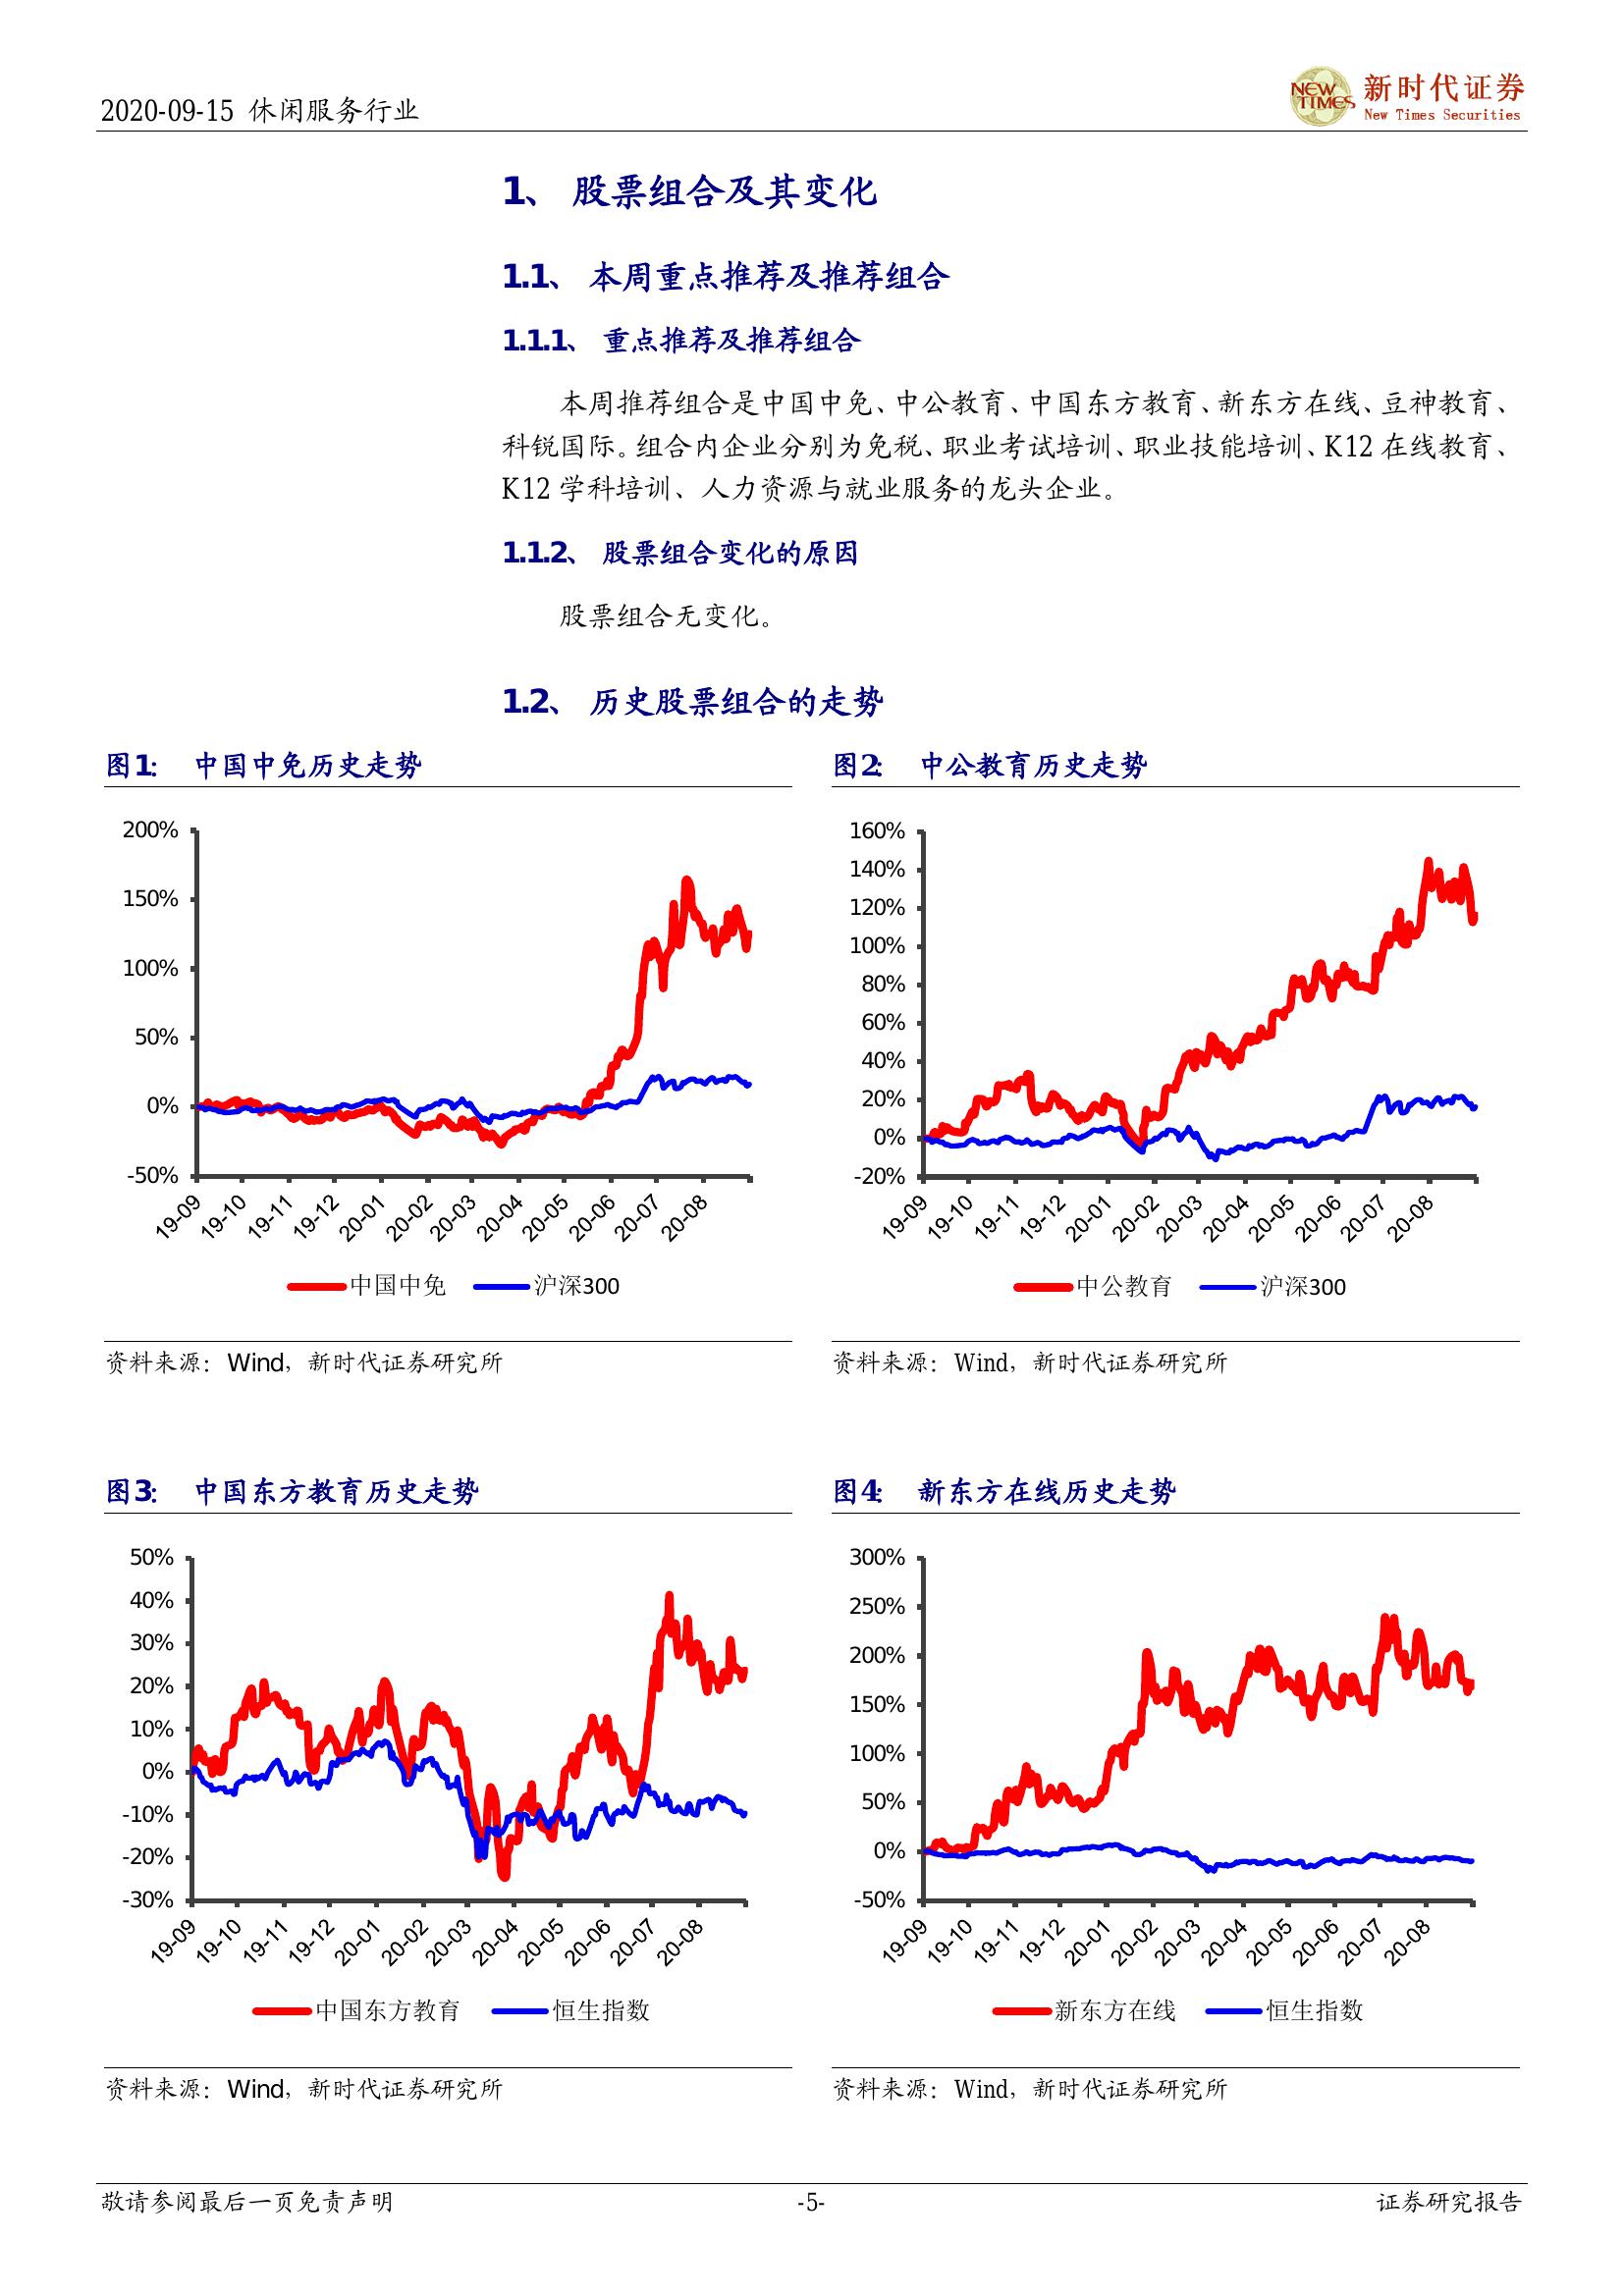 2020-09-15 休闲服务行业
NEW TIMES
新时代证券
New Times Securities
1、 股票组合及其变化
1.1、 本周重点推荐及推荐组合
1.1.1、 重点推荐及推荐组合
本周推荐组合是中国中免、中公教育、中国东方教育、新东方在线、豆神教育、
科锐国际。组合内企业分别为免税、职业考试培训、职业技能培训、K12 在线教育、
K12 学科培训、人力资源与就业服务的龙头企业。
1.1.2、 股票组合变化的原因
股票组合无变化。
1.2、 历史股票组合的走势
图1： 中国中免历史走势
200%
150%
100%
50%
0%
-50%
19-09 19-10 19-11 19-12 20-01 20-02 20-03 20-04 20-05 20-06 20-07 20-08
中国中免 沪深300
资料来源：Wind，新时代证券研究所
图2： 中公教育历史走势
160%
140%
120%
100%
80%
60%
40%
20%
0%
-20%
19-09 19-10 19-11 19-12 20-01 20-02 20-03 20-04 20-05 20-06 20-07 20-08
中公教育 沪深300
资料来源：Wind，新时代证券研究所
图3： 中国东方教育历史走势
50%
40%
30%
20%
10%
0%
-10%
-20%
-30%
19-09 19-10 19-11 19-12 20-01 20-02 20-03 20-04 20-05 20-06 20-07 20-08
中国东方教育 恒生指数
资料来源：Wind，新时代证券研究所
图4： 新东方在线历史走势
300%
250%
200%
150%
100%
50%
0%
-50%
19-09 19-10 19-11 19-12 20-01 20-02 20-03 20-04 20-05 20-06 20-07 20-08
新东方在线 恒生指数
资料来源：Wind，新时代证券研究所
敬请参阅最后一页免责声明
-5-
证券研究报告